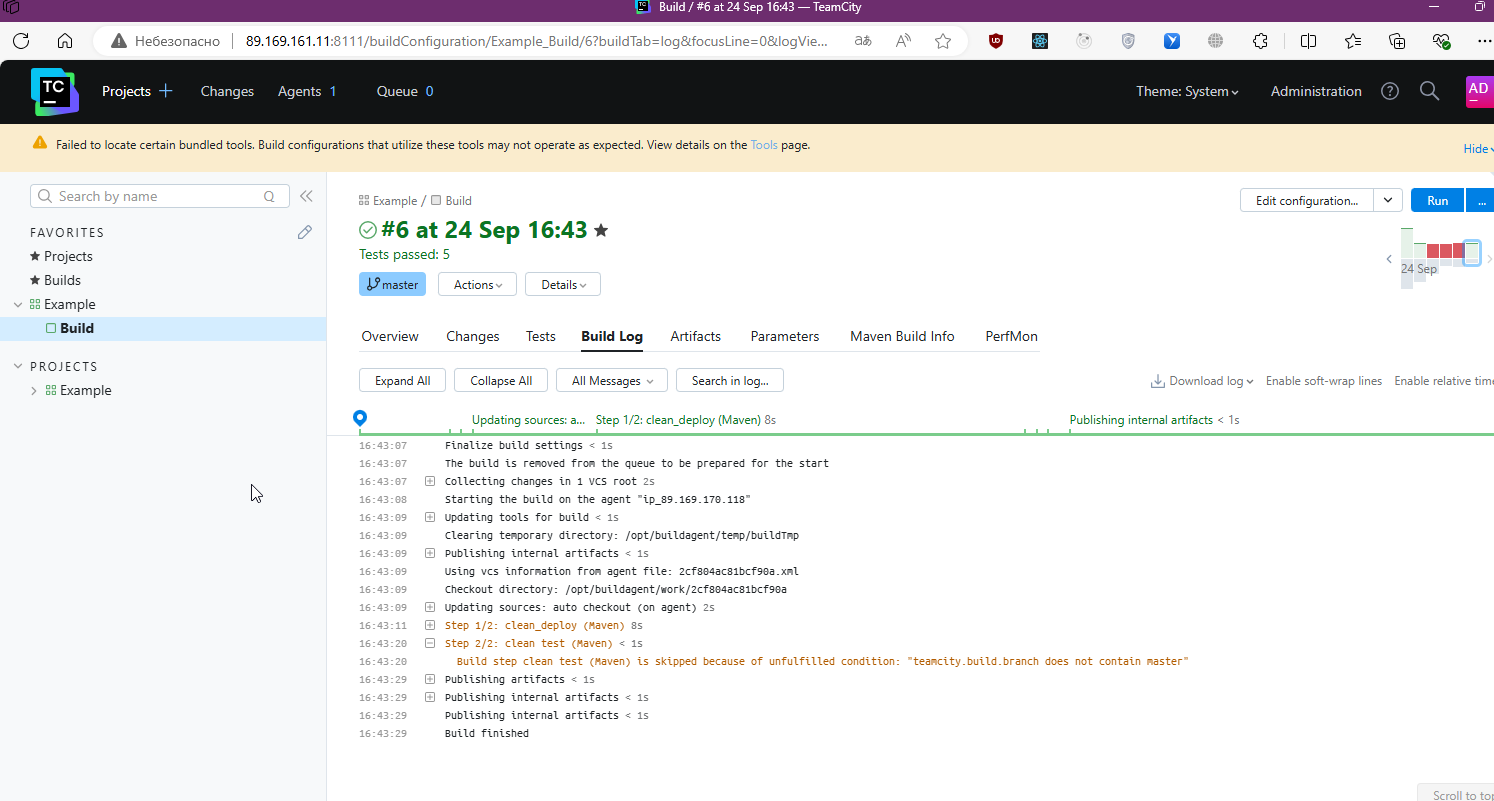 Build / #6 at 24 Sep 16:43 — TeamCity
Небезопасно 89.169.161.11:8111/buildConfiguration/Example_Build/6?buildTab=log&focusLine=0&logVie... аあ A
TC Projects Changes Agents 1 Queue 0 Theme: System Administration ? AD
Failed to locate certain bundled tools. Build configurations that utilize these tools may not operate as expected. View details on the Tools page.
Hide
Search by name Q
FAVORITES
Projects
Builds
Example
Build
PROJECTS
Example
Example / Build
Edit configuration... Run ...
#6 at 24 Sep 16:43
Tests passed: 5
24 Sep
master Actions Details
Overview Changes Tests Build Log Artifacts Parameters Maven Build Info PerfMon
Expand All Collapse All All Messages Search in log... Download log Enable soft-wrap lines Enable relative time
Updating sources: a... Step 1/2: clean_deploy (Maven) 8s Publishing internal artifacts < 1s
16:43:07 Finalize build settings < 1s
16:43:07 The build is removed from the queue to be prepared for the start
16:43:07 Collecting changes in 1 VCS root 2s
16:43:08 Starting the build on the agent "ip_89.169.170.118"
16:43:09 Updating tools for build < 1s
16:43:09 Clearing temporary directory: /opt/buildagent/temp/buildTmp
16:43:09 Publishing internal artifacts < 1s
16:43:09 Using vcs information from agent file: 2cf804ac81bcf90a.xml
16:43:09 Checkout directory: /opt/buildagent/work/2cf804ac81bcf90a
16:43:09 Updating sources: auto checkout (on agent) 2s
16:43:11 Step 1/2: clean_deploy (Maven) 8s
16:43:20 Step 2/2: clean test (Maven) < 1s
16:43:20 Build step clean test (Maven) is skipped because of unfulfilled condition: "teamcity.build.branch does not contain master"
16:43:29 Publishing artifacts < 1s
16:43:29 Publishing internal artifacts < 1s
16:43:29 Publishing internal artifacts < 1s
16:43:29 Build finished
Scroll to top